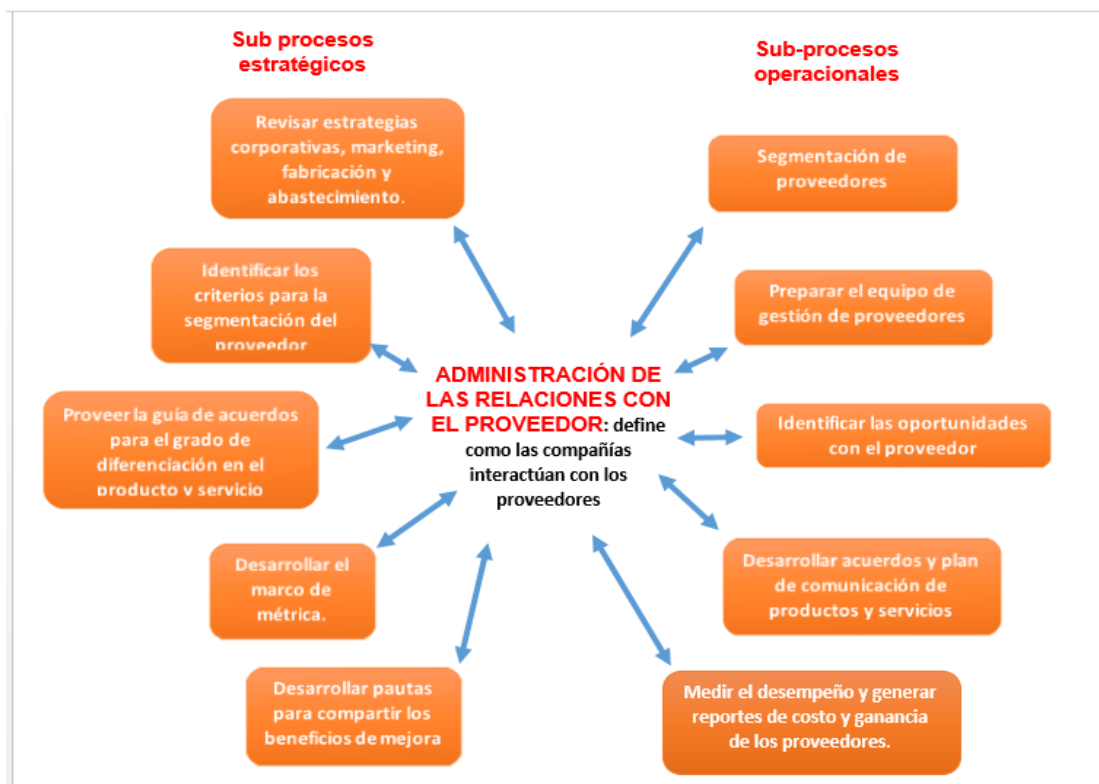 Sub procesos
estratégicos
Revisar estrategias
corporativas, marketing,
fabricación y
abastecimiento.
Identificar los
criterios para la
segmentación del
proveedor
Proveer la guía de acuerdos
para el grado de
diferenciación en el
producto y servicio
Desarrollar el
marco de
métrica.
Desarrollar pautas
para compartir los
beneficios de mejora
ADMINISTRACIÓN DE
LAS RELACIONES CON
EL PROVEEDOR: define
como las compañías
interactúan con los
proveedores
Sub-procesos
operacionales
Segmentación de
proveedores
Preparar el equipo de
gestión de proveedores
Identificar las oportunidades
con el proveedor
Desarrollar acuerdos y plan
de comunicación de
productos y servicios
Medir el desempeño y generar
reportes de costo y ganancia
de los proveedores.